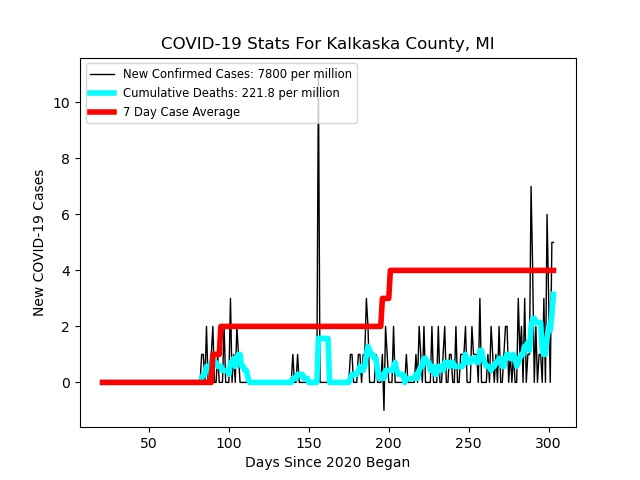 COVID-19 Stats For Kalkaska County, MI
New Confirmed Cases: 7800 per million
Cumulative Deaths: 221.8 per million
7 Day Case Average
New COVID-19 Cases
10
8
6
4
2
0
50 100 150 200 250 300
Days Since 2020 Began